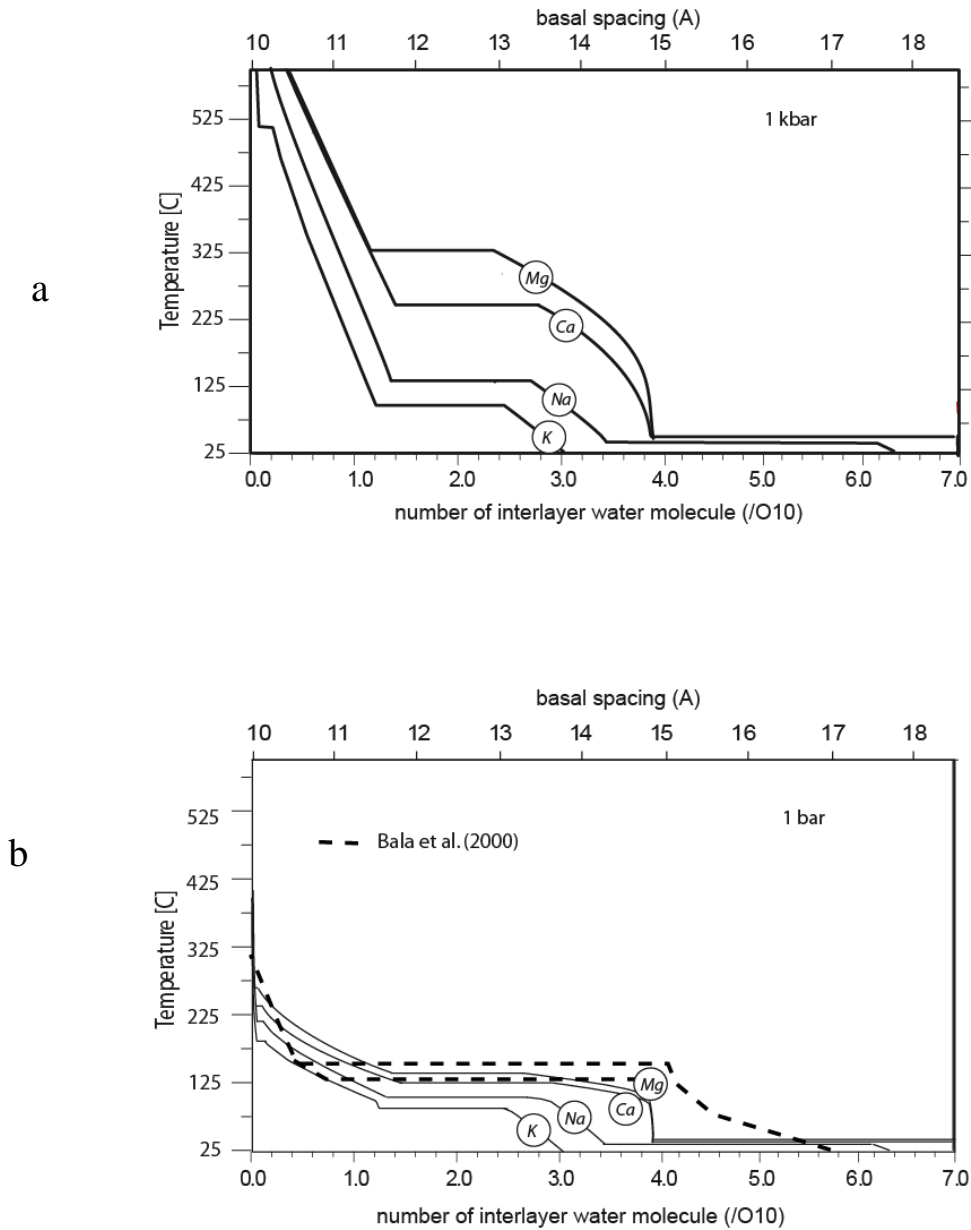 basal spacing (A)
10 11 12 13 14 15 16 17 18
1 kbar
525
425
325
225
125
25
Temperature [C]
a
Mg
Ca
Na
K
0.0 1.0 2.0 3.0 4.0 5.0 6.0 7.0
number of interlayer water molecule (/O10)
basal spacing (A)
10 11 12 13 14 15 16 17 18
1 bar
Bala et al. (2000)
525
425
325
225
125
25
Temperature [C]
b
Mg
Ca
Na
K
0.0 1.0 2.0 3.0 4.0 5.0 6.0 7.0
number of interlayer water molecule (/O10)